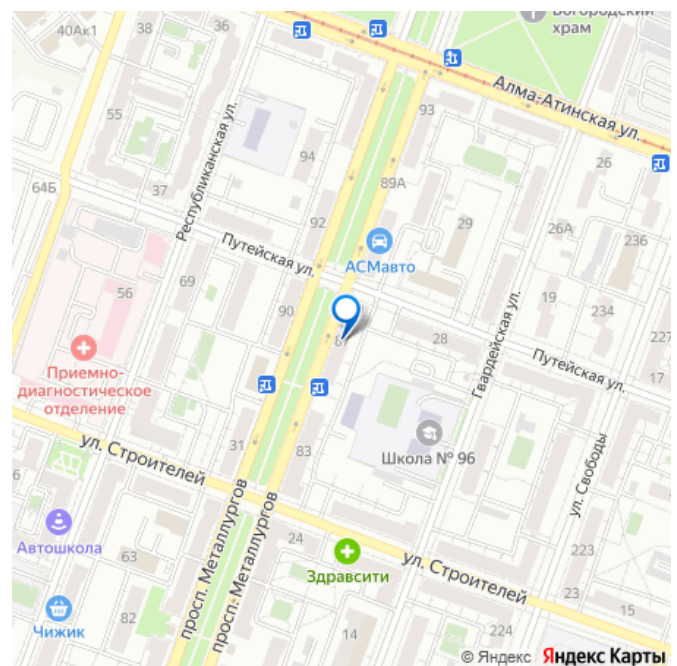 Богородский
храм
40Ак1
38
36
Алма-Атинская ул.
93
55
Республиканская ул.
94
26
64Б
37
89А
92
29
26А
236
Путейская ул.
АСМавто
69
56
90
19
234
Гвардейская ул.
87
28
227
Приемно-
диагностическое
отделение
Путейская ул.
17
31
83
Школа № 96
ул. Строителей
ул. Свободы
просп. Металлургов
просп. Металлургов
Автошкола
63
24
Здравсити
ул. Строителей
223
23
82
15
Чижик
14
224
© Яндекс Яндекс Карты